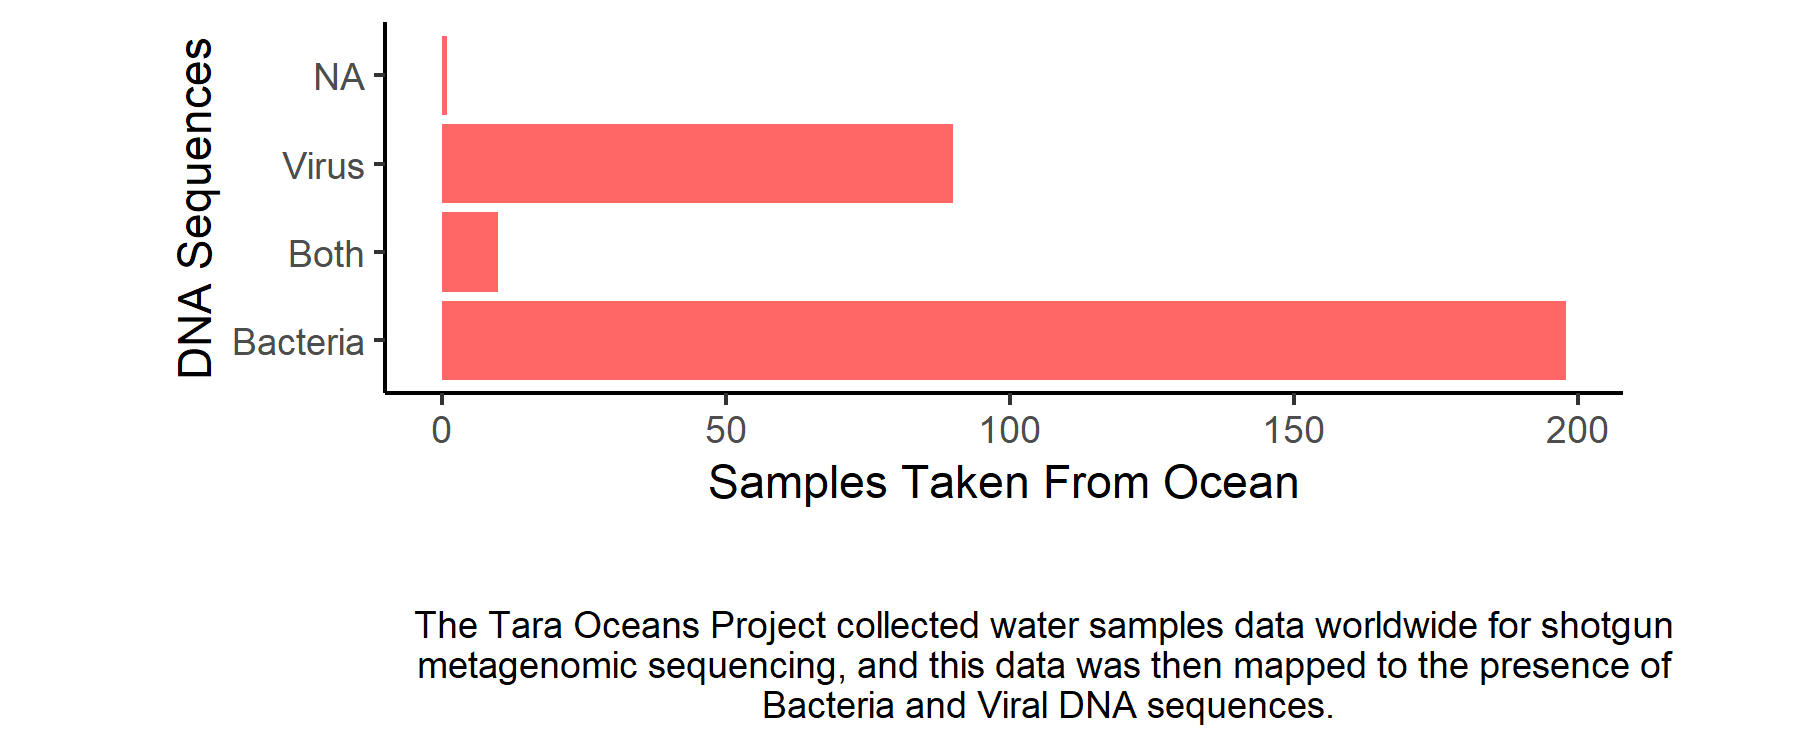 DNA Sequences
NA
Virus
Both
Bacteria
0 50 100 150 200
Samples Taken From Ocean
The Tara Oceans Project collected water samples data worldwide for shotgun
metagenomic sequencing, and this data was then mapped to the presence of
Bacteria and Viral DNA sequences.